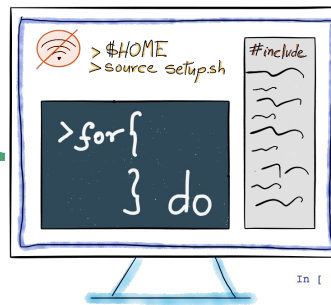 > $HOME
> source setup.sh
#include
>for{
} do
In [